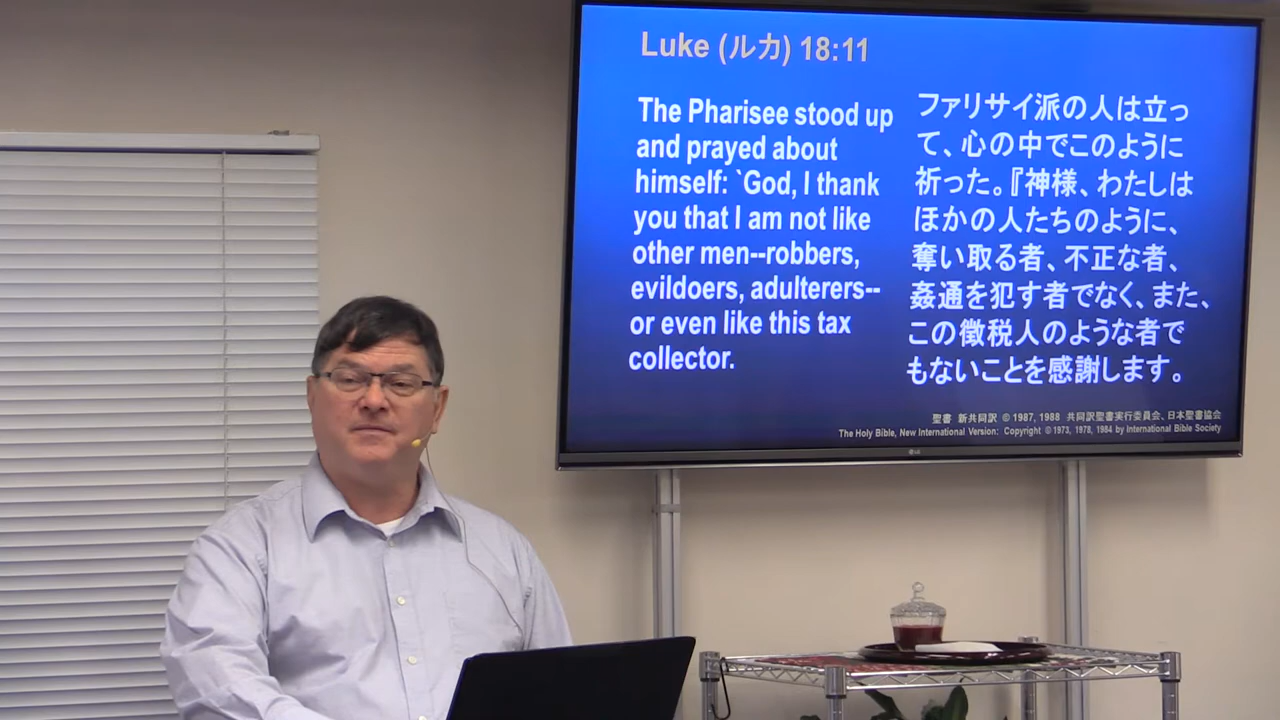 Luke (ルカ) 18:11
The Pharisee stood up
and prayed about
himself: `God, I thank
you that I am not like
other men--robbers,
evildoers, adulterers--
or even like this tax
collector.
ファリサイ派の人は立っ
て、心の中でこのように
祈った。『神様、わたしは
ほかの人たちのように、
奪い取る者、不正な者、
姦通を犯す者でなく、また、
この徴税人のような者で
もないことを感謝します。
聖書 新共同訳 © 1987, 1988 共同訳聖書実行委員会、日本聖書協会
The Holy Bible, New International Version: Copyright © 1973, 1978, 1984 by International Bible Society
LG